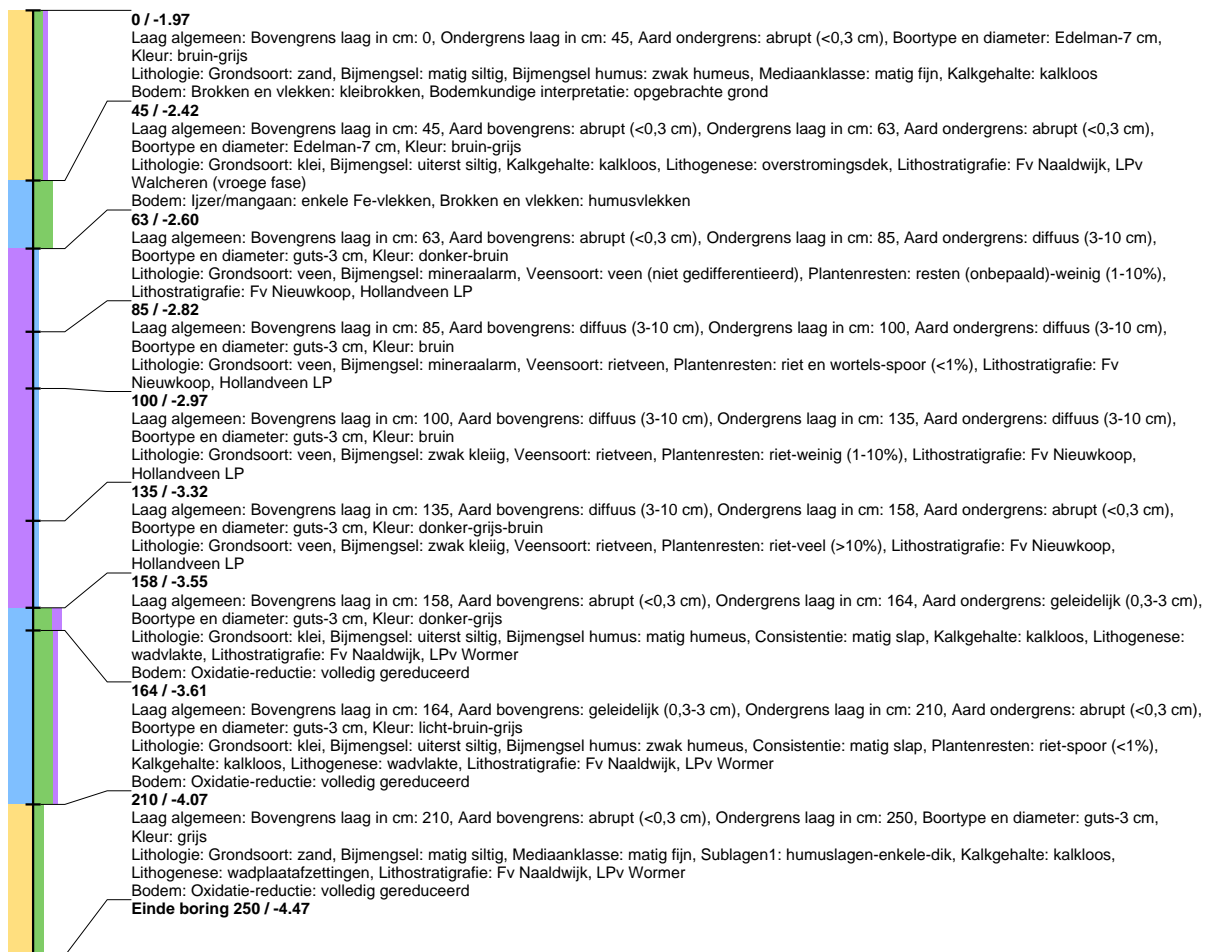 0 / -1.97
Laag algemeen: Bovengrens laag in cm: 0, Ondergrens laag in cm: 45, Aard ondergrens: abrupt (<0,3 cm), Boortype en diameter: Edelman-7 cm,
Kleur: bruin-grijs
Lithologie: Grondsoort: zand, Bijmengsel: matig siltig, Bijmengsel humus: zwak humeus, Mediaanklasse: matig fijn, Kalkgehalte: kalkloos
Bodem: Brokken en vlekken: kleibrokken, Bodemkundige interpretatie: opgebrachte grond
45 / -2.42
Laag algemeen: Bovengrens laag in cm: 45, Aard bovengrens: abrupt (<0,3 cm), Ondergrens laag in cm: 63, Aard ondergrens: abrupt (<0,3 cm),
Boortype en diameter: Edelman-7 cm, Kleur: bruin-grijs
Lithologie: Grondsoort: klei, Bijmengsel: uiterst siltig, Kalkgehalte: kalkloos, Lithogenese: overstromingsdek, Lithostratigrafie: Fv Naaldwijk, LPv
Walcheren (vroege fase)
Bodem: Ijzer/mangaan: enkele Fe-vlekken, Brokken en vlekken: humusvlekken
63 / -2.60
Laag algemeen: Bovengrens laag in cm: 63, Aard bovengrens: abrupt (<0,3 cm), Ondergrens laag in cm: 85, Aard ondergrens: diffuus (3-10 cm),
Boortype en diameter: guts-3 cm, Kleur: donker-bruin
Lithologie: Grondsoort: veen, Bijmengsel: mineraalarm, Veensoort: veen (niet gedifferentieerd), Plantenresten: resten (onbepaald)-weinig (1-10%),
Lithostratigrafie: Fv Nieuwkoop, Hollandveen LP
85 / -2.82
Laag algemeen: Bovengrens laag in cm: 85, Aard bovengrens: diffuus (3-10 cm), Ondergrens laag in cm: 100, Aard ondergrens: diffuus (3-10 cm),
Boortype en diameter: guts-3 cm, Kleur: bruin
Lithologie: Grondsoort: veen, Bijmengsel: mineraalarm, Veensoort: rietveen, Plantenresten: riet en wortels-spoor (<1%), Lithostratigrafie: Fv
Nieuwkoop, Hollandveen LP
100 / -2.97
Laag algemeen: Bovengrens laag in cm: 100, Aard bovengrens: diffuus (3-10 cm), Ondergrens laag in cm: 135, Aard ondergrens: diffuus (3-10 cm),
Boortype en diameter: guts-3 cm, Kleur: bruin
Lithologie: Grondsoort: veen, Bijmengsel: zwak kleiig, Veensoort: rietveen, Plantenresten: riet-weinig (1-10%), Lithostratigrafie: Fv Nieuwkoop,
Hollandveen LP
135 / -3.32
Laag algemeen: Bovengrens laag in cm: 135, Aard bovengrens: diffuus (3-10 cm), Ondergrens laag in cm: 158, Aard ondergrens: abrupt (<0,3 cm),
Boortype en diameter: guts-3 cm, Kleur: donker-grijs-bruin
Lithologie: Grondsoort: veen, Bijmengsel: zwak kleiig, Veensoort: rietveen, Plantenresten: riet-veel (>10%), Lithostratigrafie: Fv Nieuwkoop,
Hollandveen LP
158 / -3.55
Laag algemeen: Bovengrens laag in cm: 158, Aard bovengrens: abrupt (<0,3 cm), Ondergrens laag in cm: 164, Aard ondergrens: geleidelijk (0,3-3 cm),
Boortype en diameter: guts-3 cm, Kleur: donker-grijs
Lithologie: Grondsoort: klei, Bijmengsel: uiterst siltig, Bijmengsel humus: matig humeus, Consistentie: matig slap, Kalkgehalte: kalkloos, Lithogenese:
wadvlakte, Lithostratigrafie: Fv Naaldwijk, LPv Wormer
Bodem: Oxidatie-reductie: volledig gereduceerd
164 / -3.61
Laag algemeen: Bovengrens laag in cm: 164, Aard bovengrens: geleidelijk (0,3-3 cm), Ondergrens laag in cm: 210, Aard ondergrens: abrupt (<0,3 cm),
Boortype en diameter: guts-3 cm, Kleur: licht-bruin-grijs
Lithologie: Grondsoort: klei, Bijmengsel: uiterst siltig, Bijmengsel humus: zwak humeus, Consistentie: matig slap, Plantenresten: riet-spoor (<1%),
Kalkgehalte: kalkloos, Lithogenese: wadvlakte, Lithostratigrafie: Fv Naaldwijk, LPv Wormer
Bodem: Oxidatie-reductie: volledig gereduceerd
210 / -4.07
Laag algemeen: Bovengrens laag in cm: 210, Aard bovengrens: abrupt (<0,3 cm), Ondergrens laag in cm: 250, Boortype en diameter: guts-3 cm,
Kleur: grijs
Lithologie: Grondsoort: zand, Bijmengsel: matig siltig, Mediaanklasse: matig fijn, Sublagen1: humuslagen-enkele-dik, Kalkgehalte: kalkloos,
Lithogenese: wadplaatafzettingen, Lithostratigrafie: Fv Naaldwijk, LPv Wormer
Bodem: Oxidatie-reductie: volledig gereduceerd
Einde boring 250 / -4.47